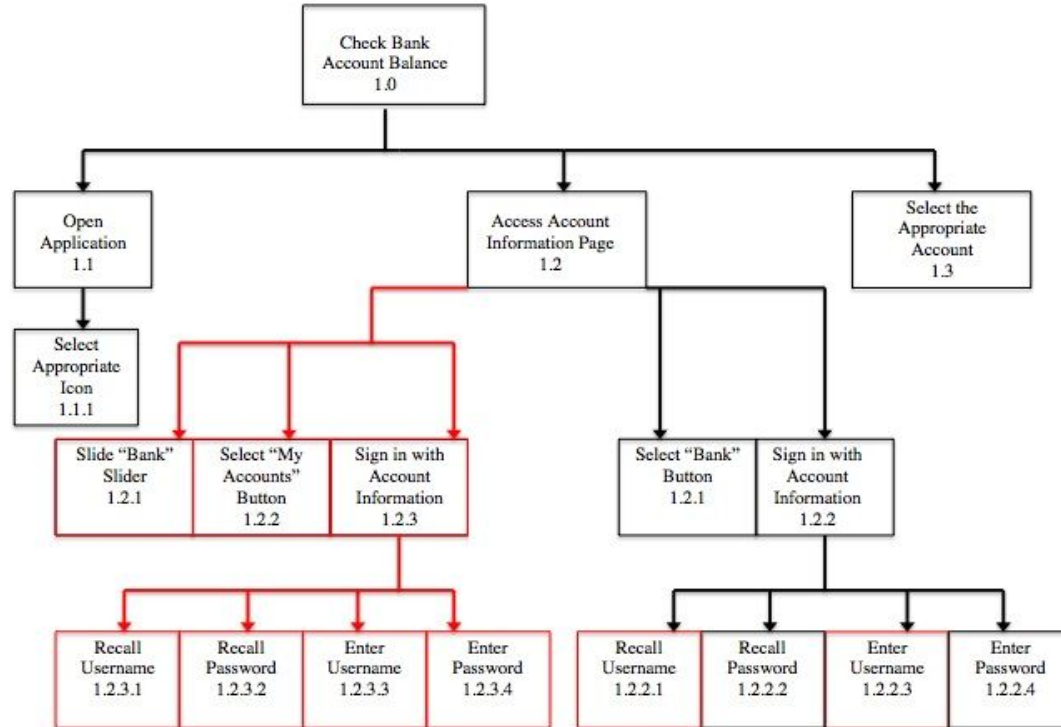 Check Bank
Account Balance
1.0
Open
Application
1.1
Access Account
Information Page
1.2
Select the
Appropriate
Account
1.3
Select
Appropriate
Icon
1.1.1
Slide “Bank”
Slider
1.2.1
Select “My
Accounts”
Button
1.2.2
Sign in with
Account
Information
1.2.3
Select “Bank”
Button
1.2.1
Sign in with
Account
Information
1.2.2
Recall
Username
1.2.3.1
Recall
Password
1.2.3.2
Enter
Username
1.2.3.3
Enter
Password
1.2.3.4
Recall
Username
1.2.2.1
Recall
Password
1.2.2.2
Enter
Username
1.2.2.3
Enter
Password
1.2.2.4